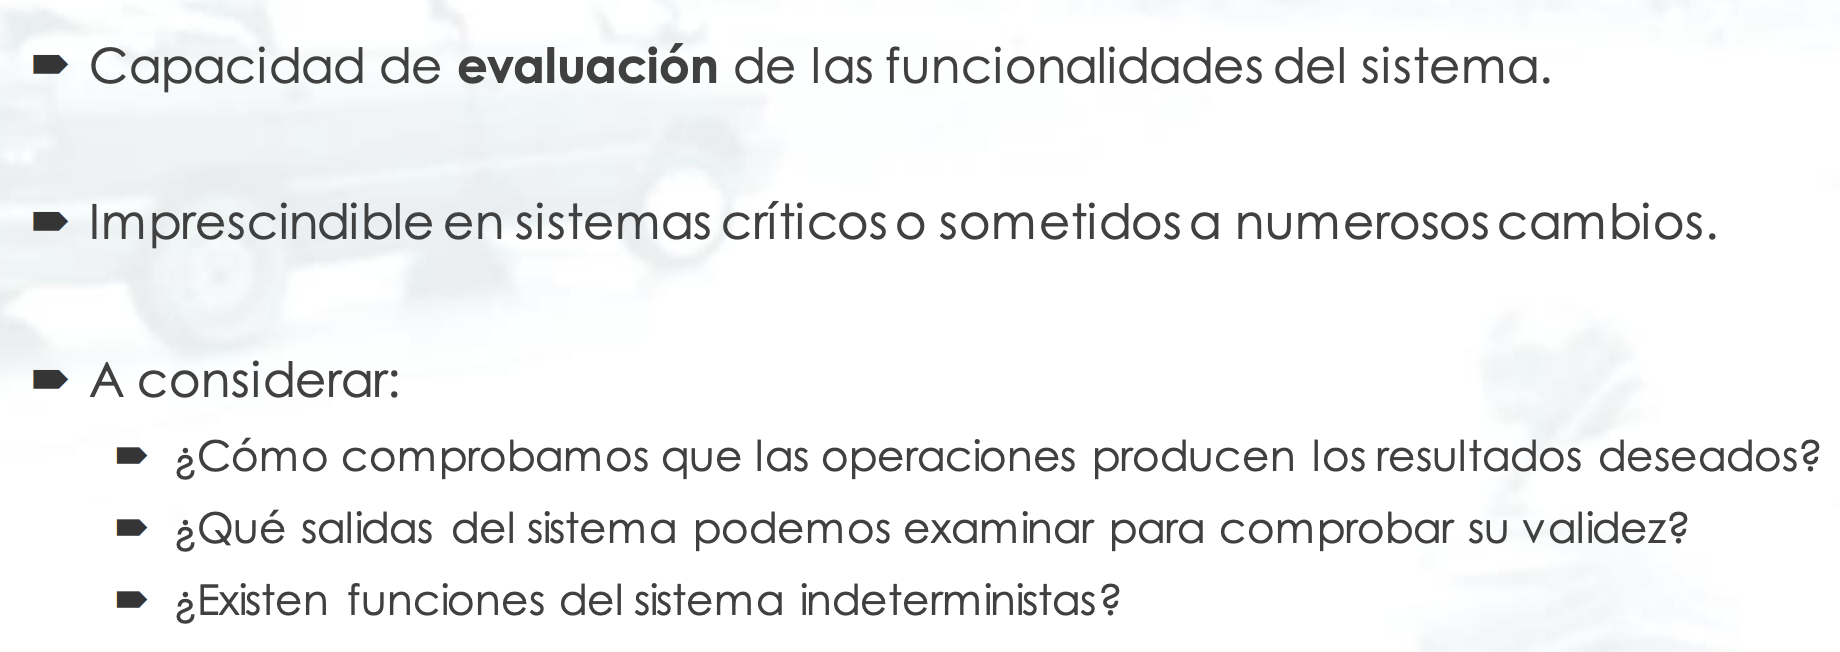 Capacidad de evaluación de las funcionalidades del sistema.
Imprescindible en sistemas críticos o sometidos a numerosos cambios.
A considerar:
¿Cómo comprobamos que las operaciones producen los resultados deseados?
¿Qué salidas del sistema podemos examinar para comprobar su validez?
¿Existen funciones del sistema indeterministas?